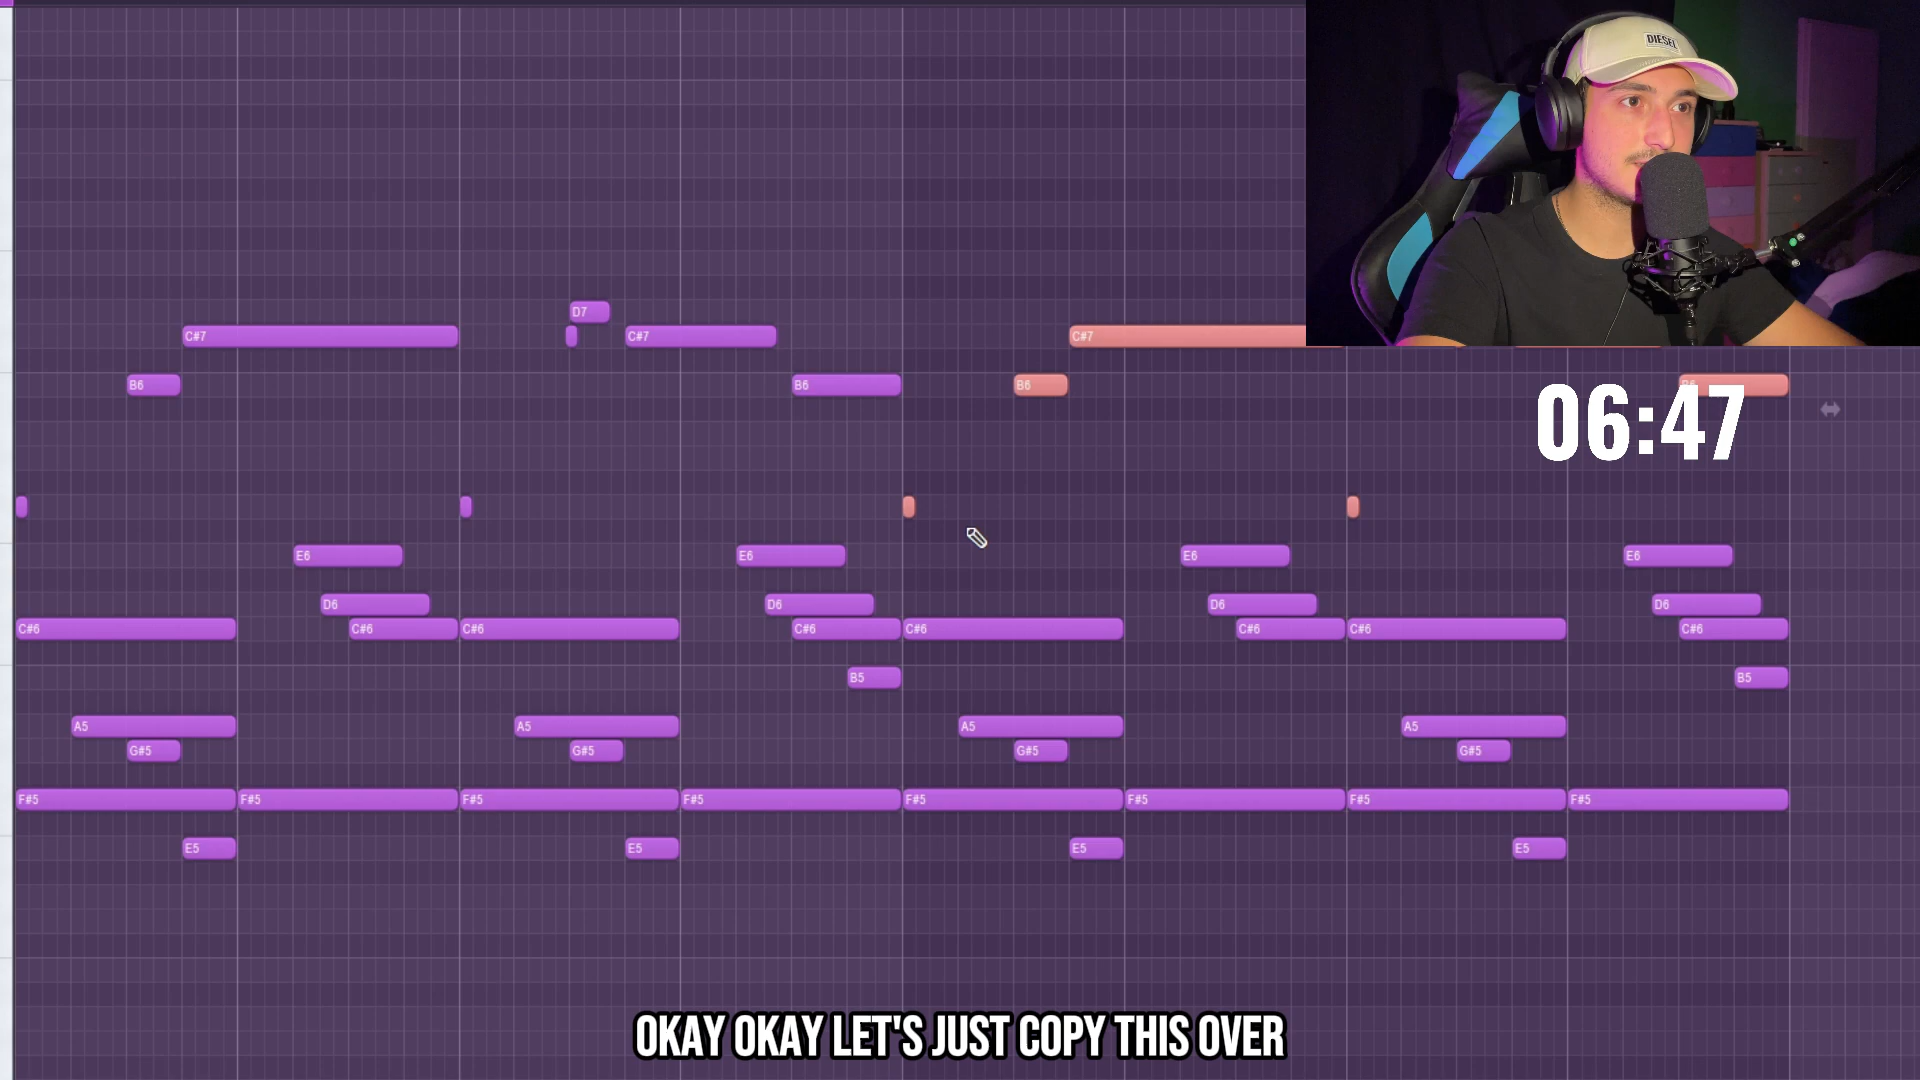 DIESEL
D7
C#7 C#7 C#7
B6 B6 B6 B6
06:47
E6 E6 E6 E6
D6 D6 D6 D6
C#6 C#6 C#6 C#6 C#6 C#6 C#6 C#6
B5 B5
A5 A5 A5 A5
G#5 G#5 G#5 G#5
F#5 F#5 F#5 F#5 F#5 F#5 F#5 F#5
E5 E5 E5 E5
OKAY OKAY LET'S JUST COPY THIS OVER